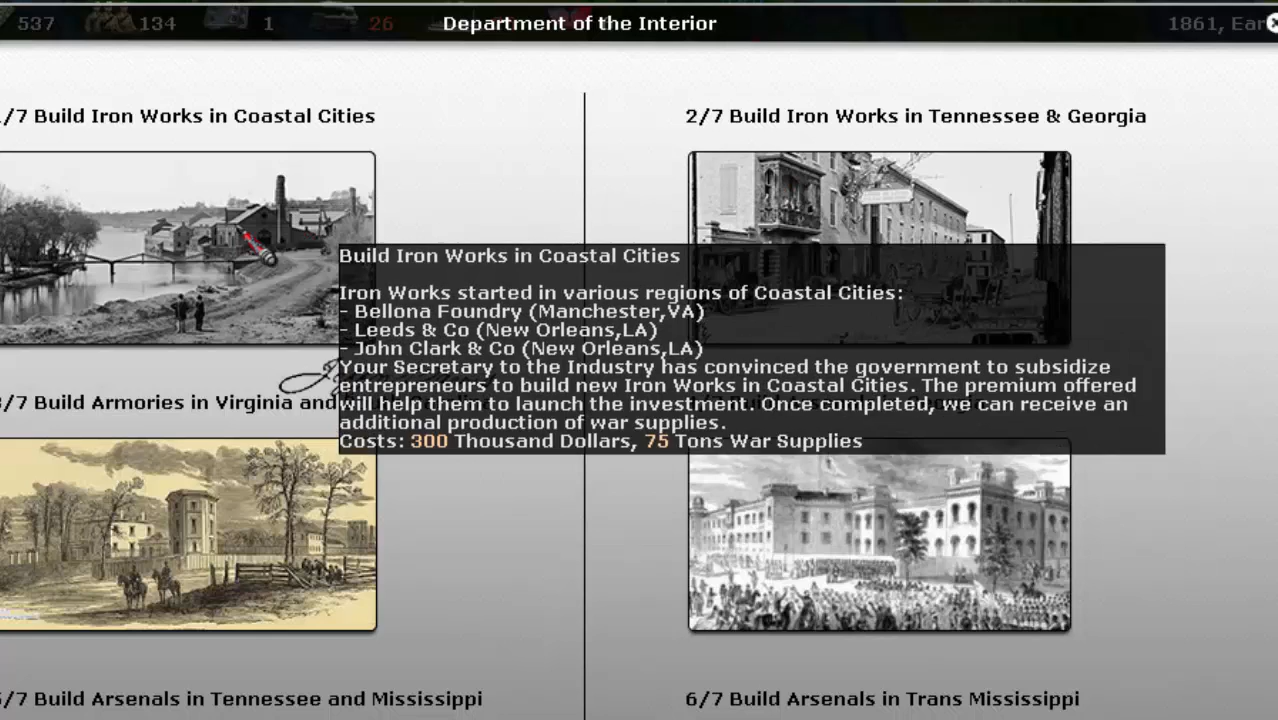 537
134
1
26
Department of the Interior
1861, Ear
/7 Build Iron Works in Coastal Cities
2/7 Build Iron Works in Tennessee & Georgia
Build Iron Works in Coastal Cities
Iron Works started in various regions of Coastal Cities:
- Bellona Foundry (Manchester,VA)
- Leeds & Co (New Orleans,LA)
- John Clark & Co (New Orleans,LA)
Your Secretary to the Industry has convinced the government to subsidize
entrepreneurs to build new Iron Works in Coastal Cities. The premium offered
will help them to launch the investment. Once completed, we can receive an
additional production of war supplies.
Costs: 300 Thousand Dollars, 75 Tons War Supplies
/7 Build Armories in Virginia and
/7 Build Arsenals in Tennessee and Mississippi
6/7 Build Arsenals in Trans Mississippi